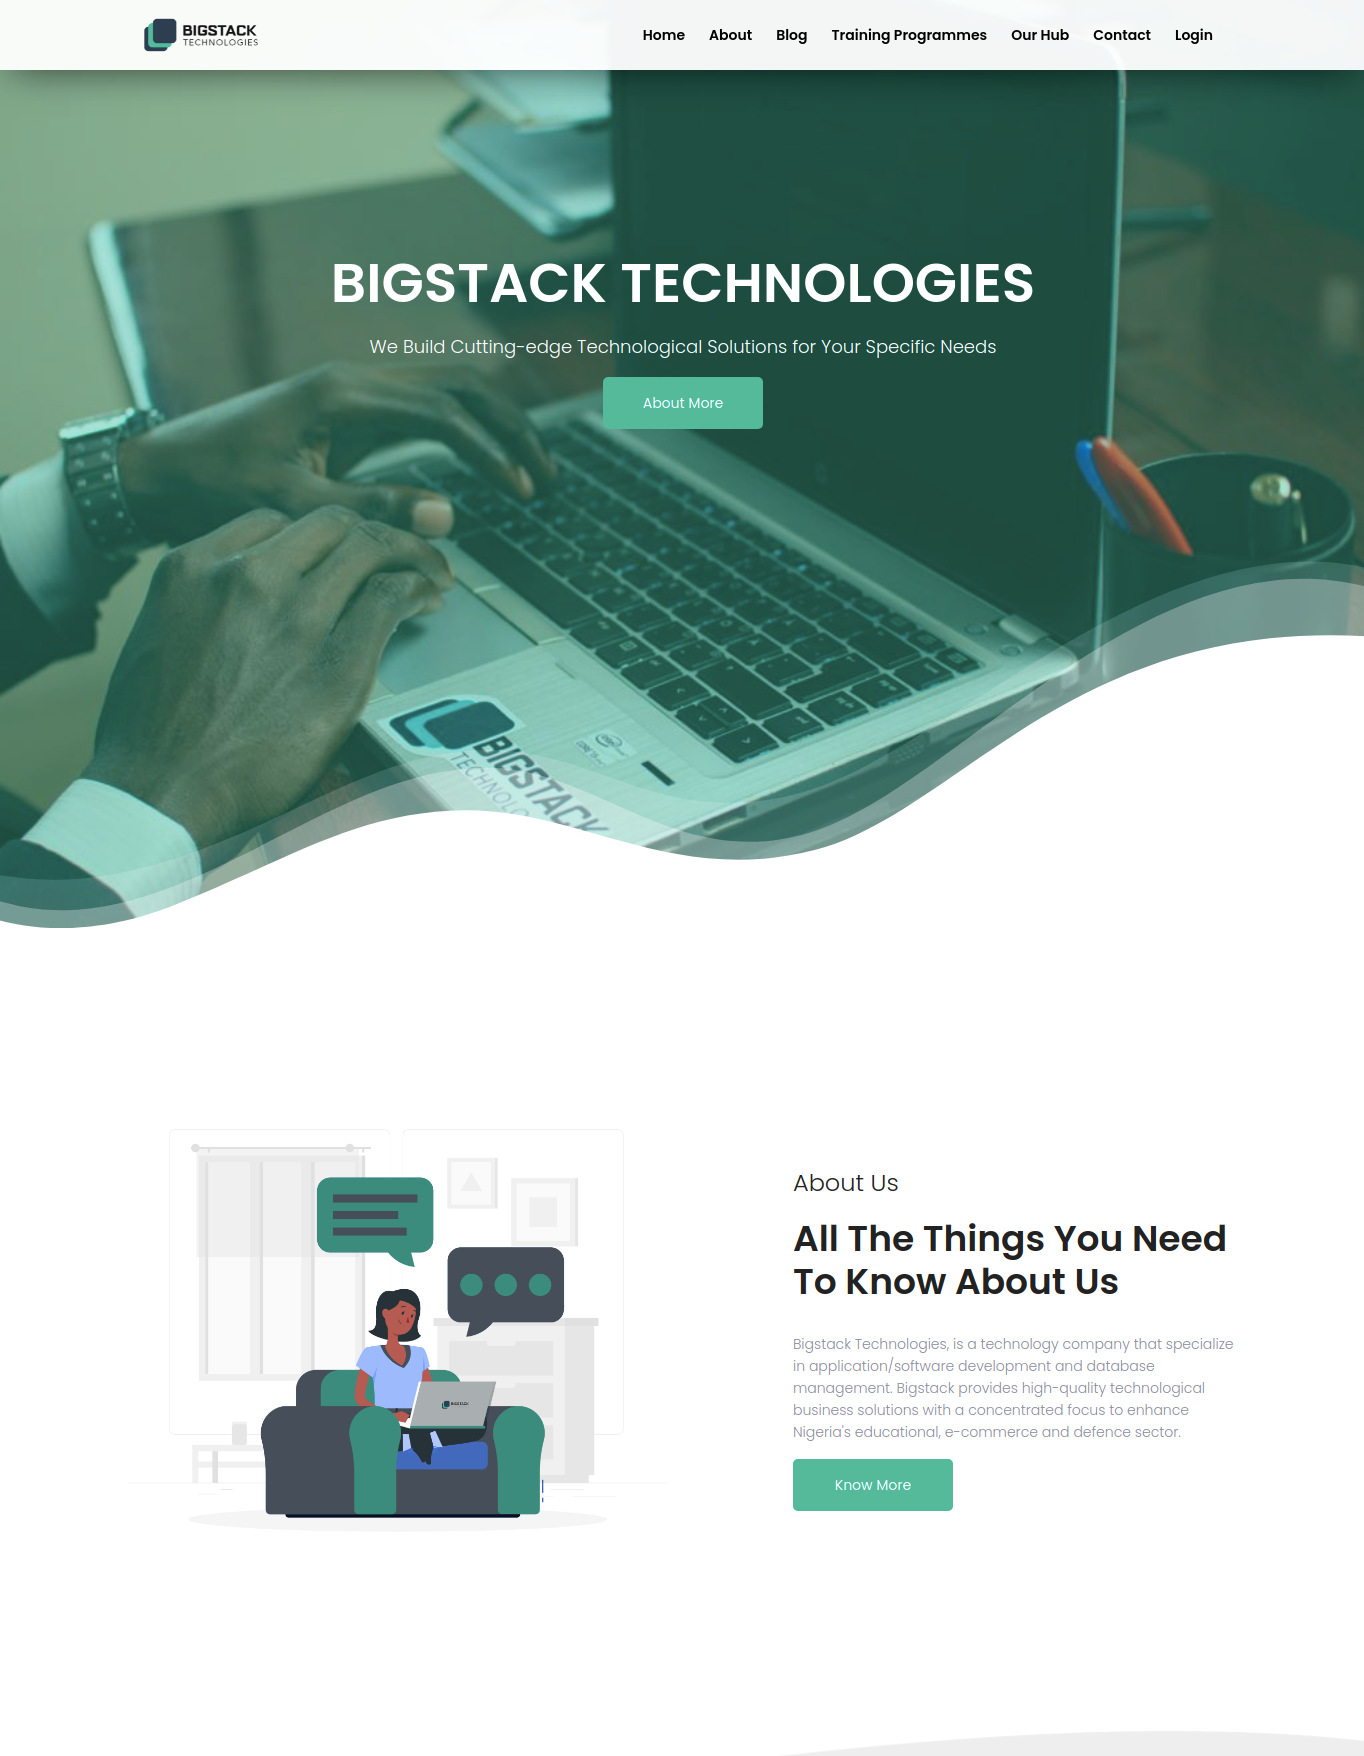 BIGSTACK
TECHNOLOGIES
Home About Blog Training Programmes Our Hub Contact Login
BIGSTACK TECHNOLOGIES
We Build Cutting-edge Technological Solutions for Your Specific Needs
About More
BIGSTACK
TECHNOLO
About Us
All The Things You Need
To Know About Us
Bigstack Technologies, is a technology company that specialize
in application/software development and database
management. Bigstack provides high-quality technological
business solutions with a concentrated focus to enhance
Nigeria's educational, e-commerce and defence sector.
BIGSTACK
Know More